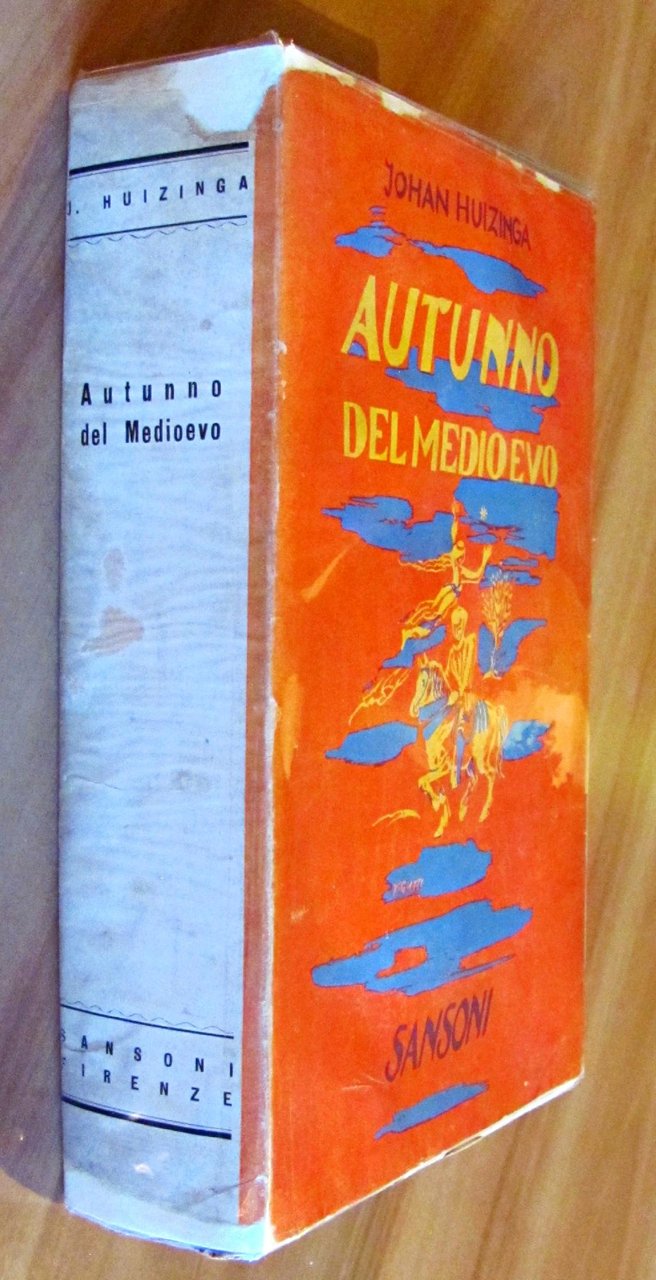 J. HUIZINGA
Autunno
del Medioevo
SANSONI
FIRENZE
JOHAN HUIZINGA
AUTUNNO
DEL MEDIOEVO
SANSONI